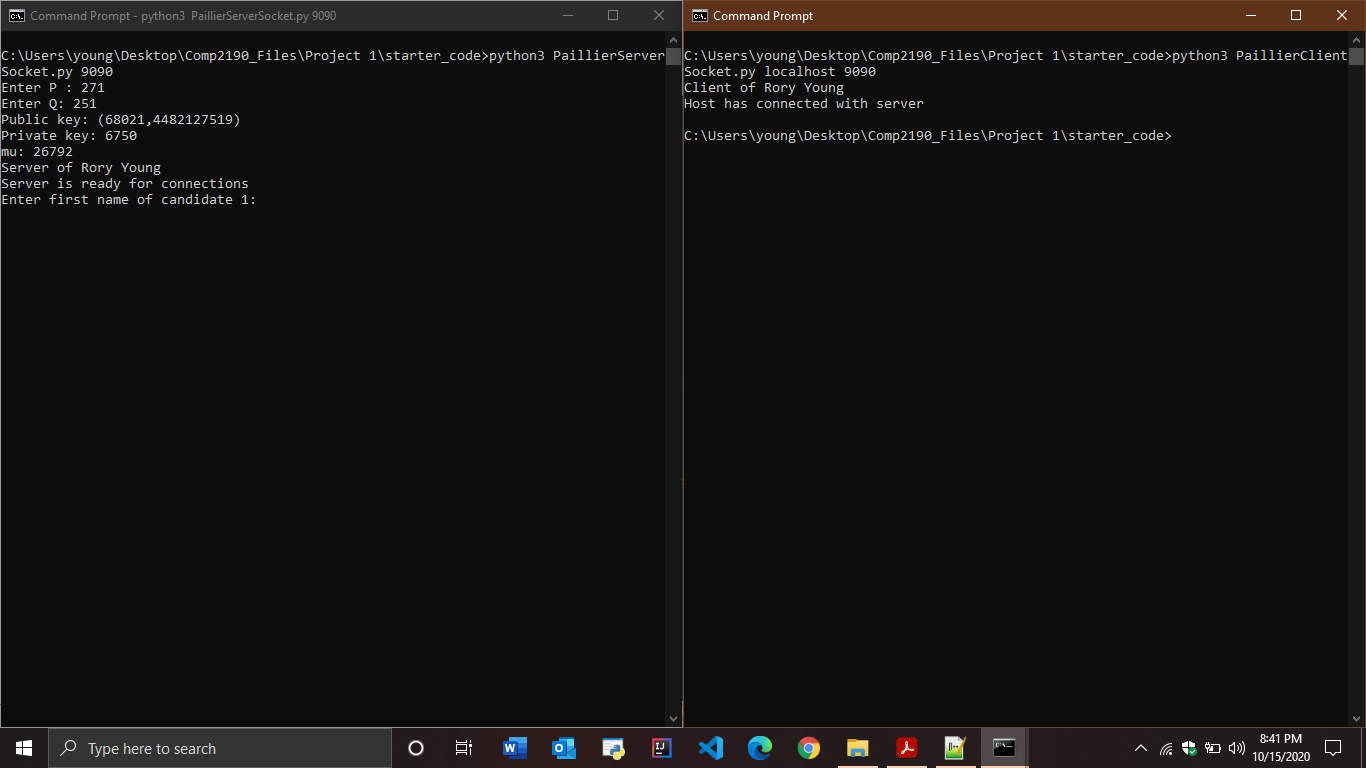 Command Prompt - python3 PaillierServerSocket.py 9090
C:\Users\young\Desktop\Comp2190_Files\Project 1\starter_code>python3 PaillierServer
Socket.py 9090
Enter P : 271
Enter Q: 251
Public key: (68021,4482127519)
Private key: 6750
mu: 26792
Server of Rory Young
Server is ready for connections
Enter first name of candidate 1:
Command Prompt
C:\Users\young\Desktop\Comp2190_Files\Project 1\starter_code>python3 PaillierClient
Socket.py localhost 9090
Client of Rory Young
Host has connected with server
C:\Users\young\Desktop\Comp2190_Files\Project 1\starter_code>
Type here to search
8:41 PM
10/15/2020